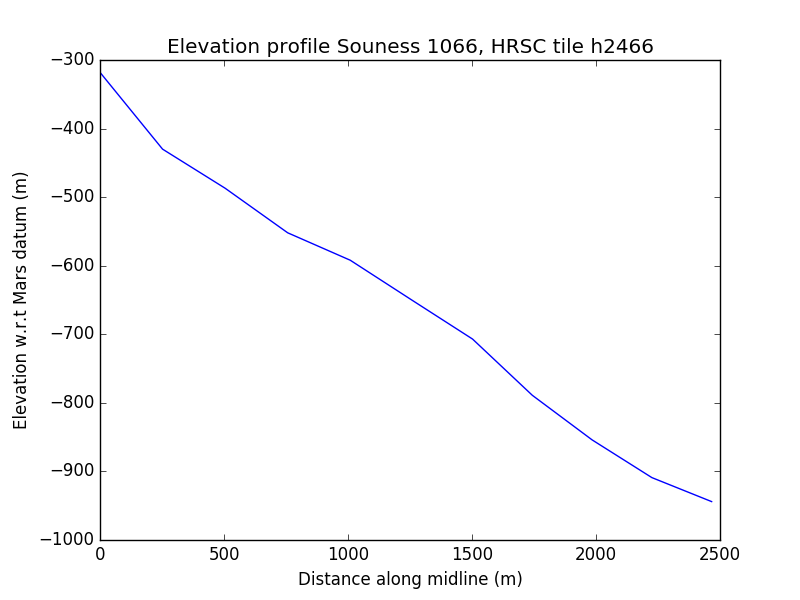 Elevation profile Souness 1066, HRSC tile h2466
−300
−400
−500
−600
−700
−800
−900
−1000
Elevation w.r.t Mars datum (m)
0 500 1000 1500 2000 2500
Distance along midline (m)